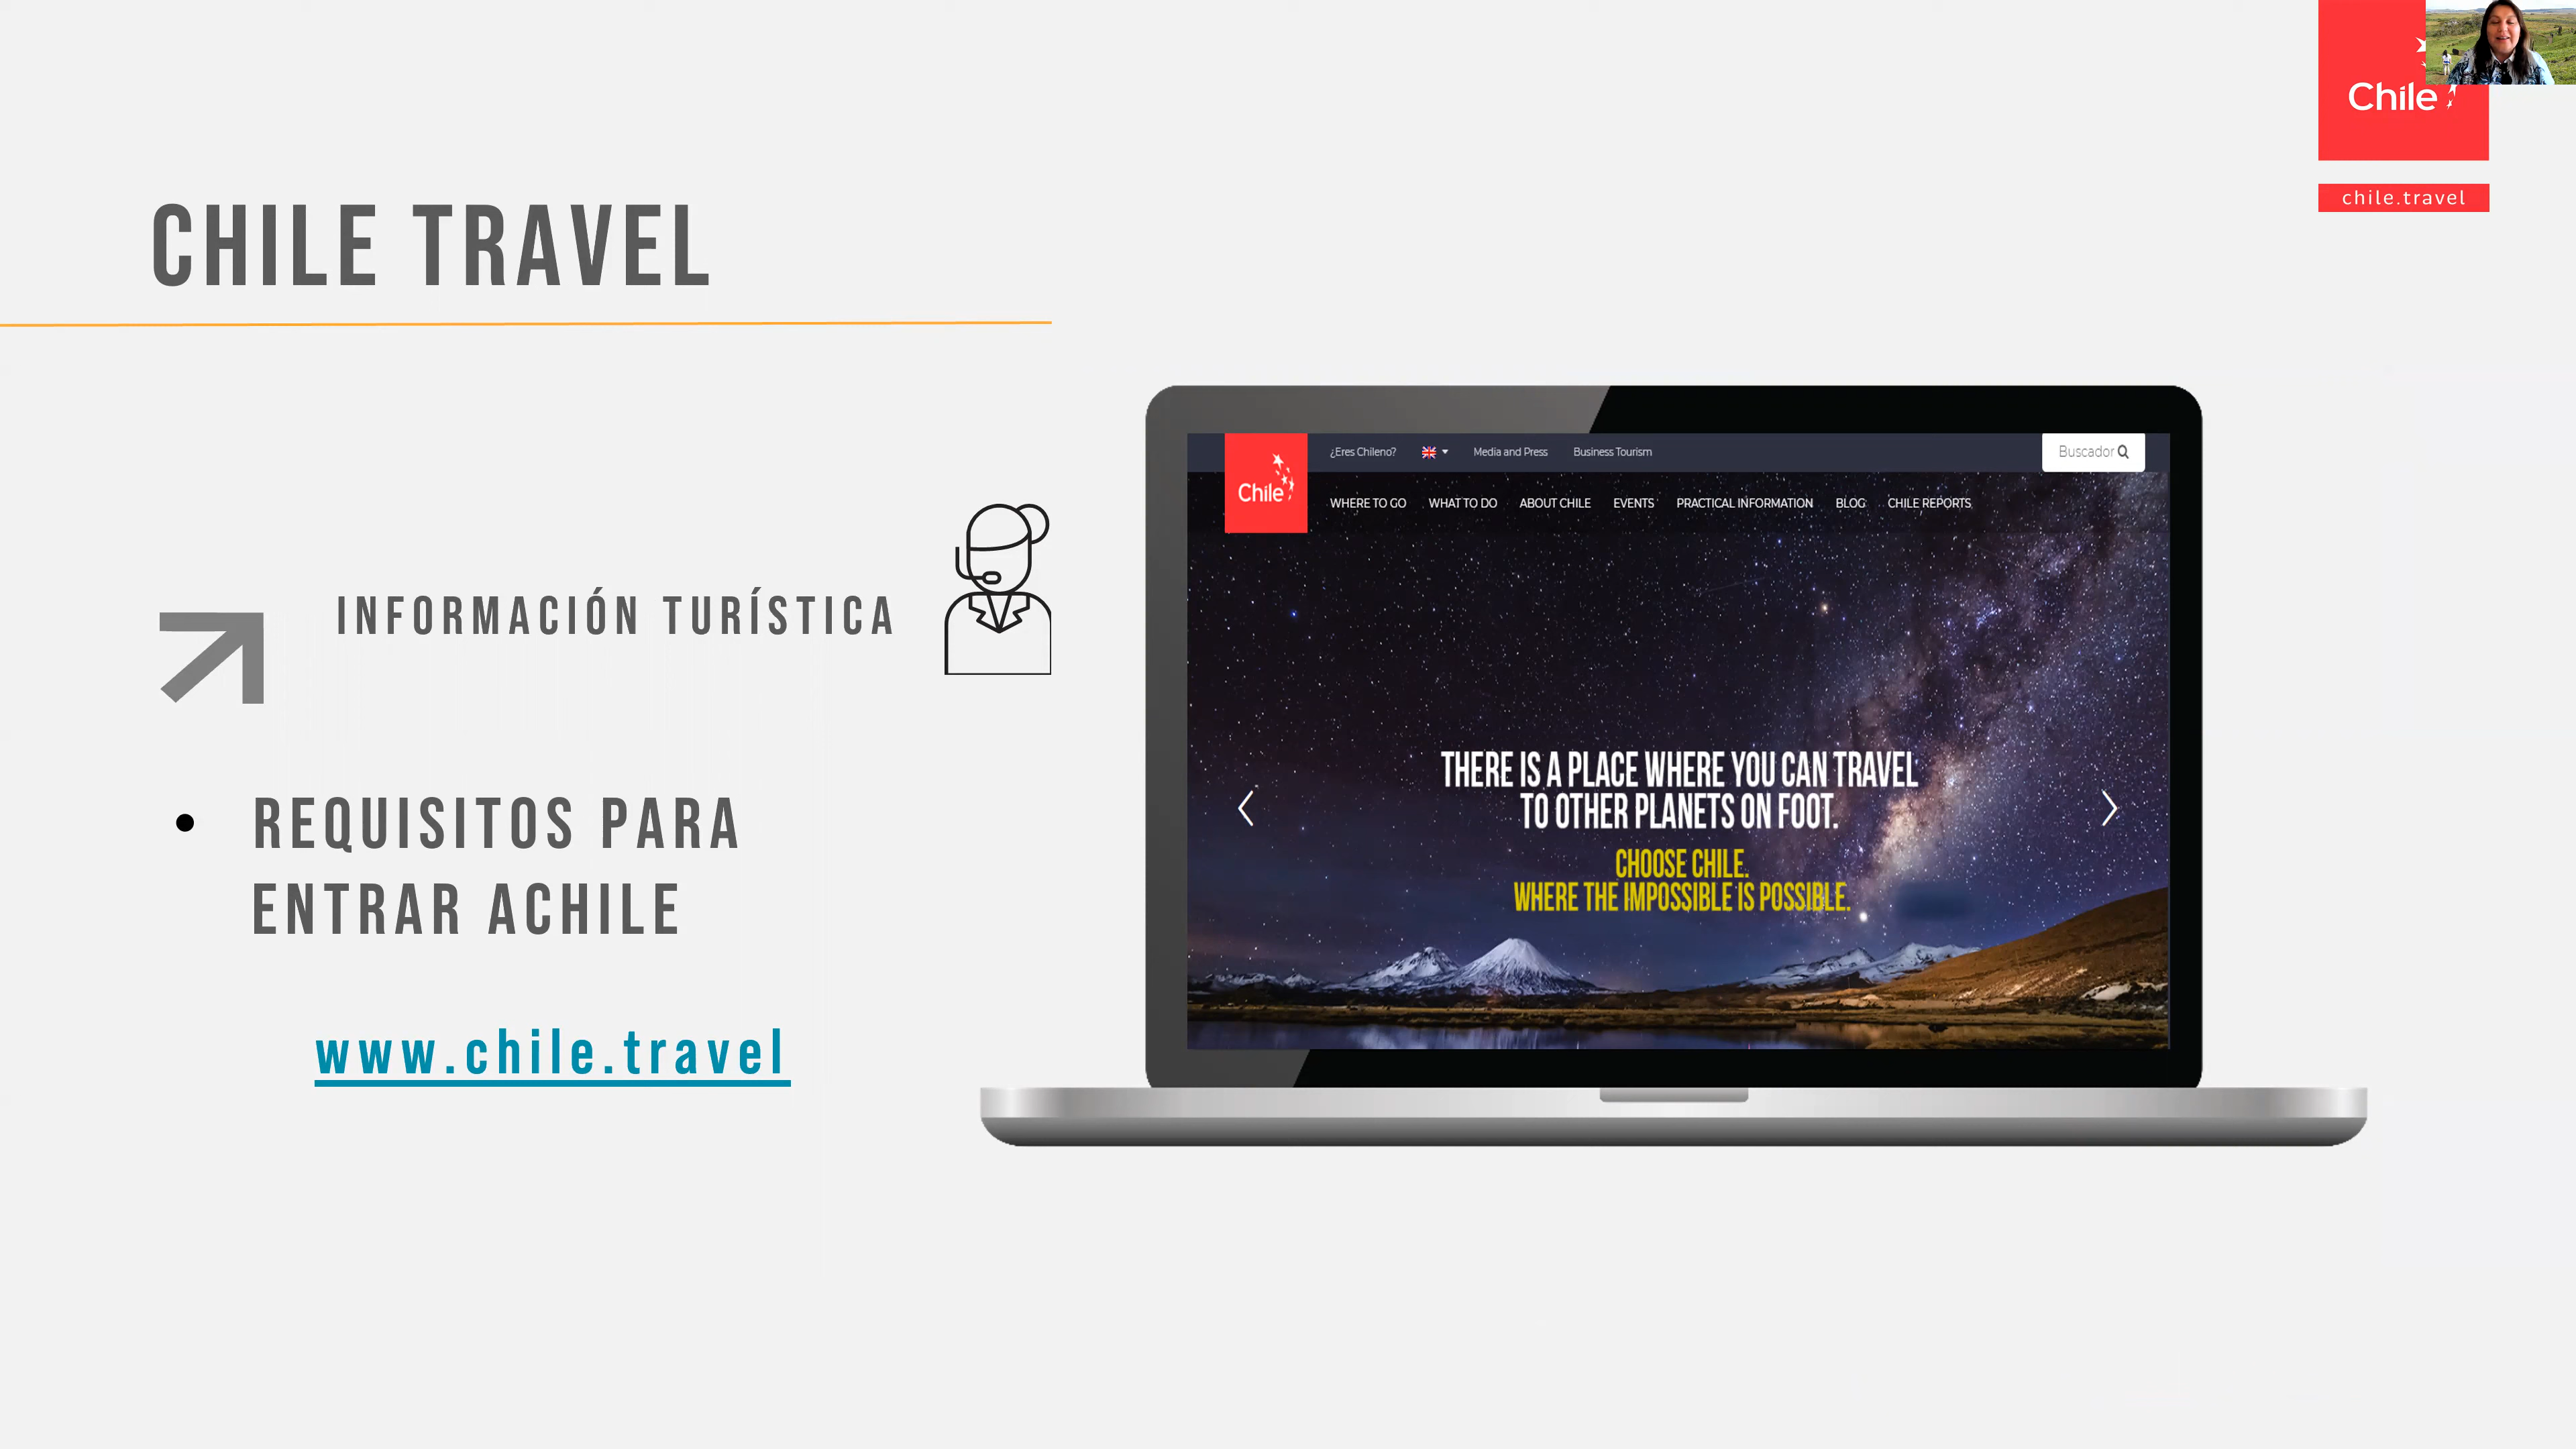 Chile
chile.travel
CHILE TRAVEL
INFORMACIÓN TURÍSTICA
REQUISITOS PARA
ENTRAR ACHILE
www.chile.travel
¿Eres Chileno?
Media and Press
Business Tourism
Buscador
Chile
WHERE TO GO
WHAT TO DO
ABOUT CHILE
EVENTS
PRACTICAL INFORMATION
BLOG
CHILE REPORTS
THERE IS A PLACE WHERE YOU CAN TRAVEL
TO OTHER PLANETS ON FOOT.
CHOOSE CHILE.
WHERE THE IMPOSSIBLE IS POSSIBLE.